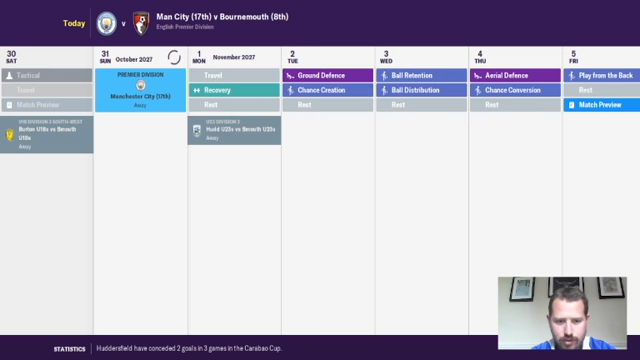 Today
Man City (17th) v Bournemouth (8th)
v
English Premier Division
30
SAT
31
SUN
October 2027
1
MON
November 2027
2
TUE
3
WED
4
THU
5
FRI
Tactical
Travel
Match Preview
PREMIER DIVISION
Manchester City (17th)
Away
Travel
Recovery
Rest
Ground Defence
Chance Creation
Rest
Ball Retention
Ball Distribution
Rest
Aerial Defence
Chance Conversion
Rest
Play from the Back
Rest
Match Preview
U18 DIVISION 2 SOUTH-WEST
Burton U18s vs Bmouth
U18s
Away
U23 DIVISION 2
Hudd U23s vs Bmouth U23s
Away
STATISTICS
Huddersfield have conceded 2 goals in 3 games in the Carabao Cup.